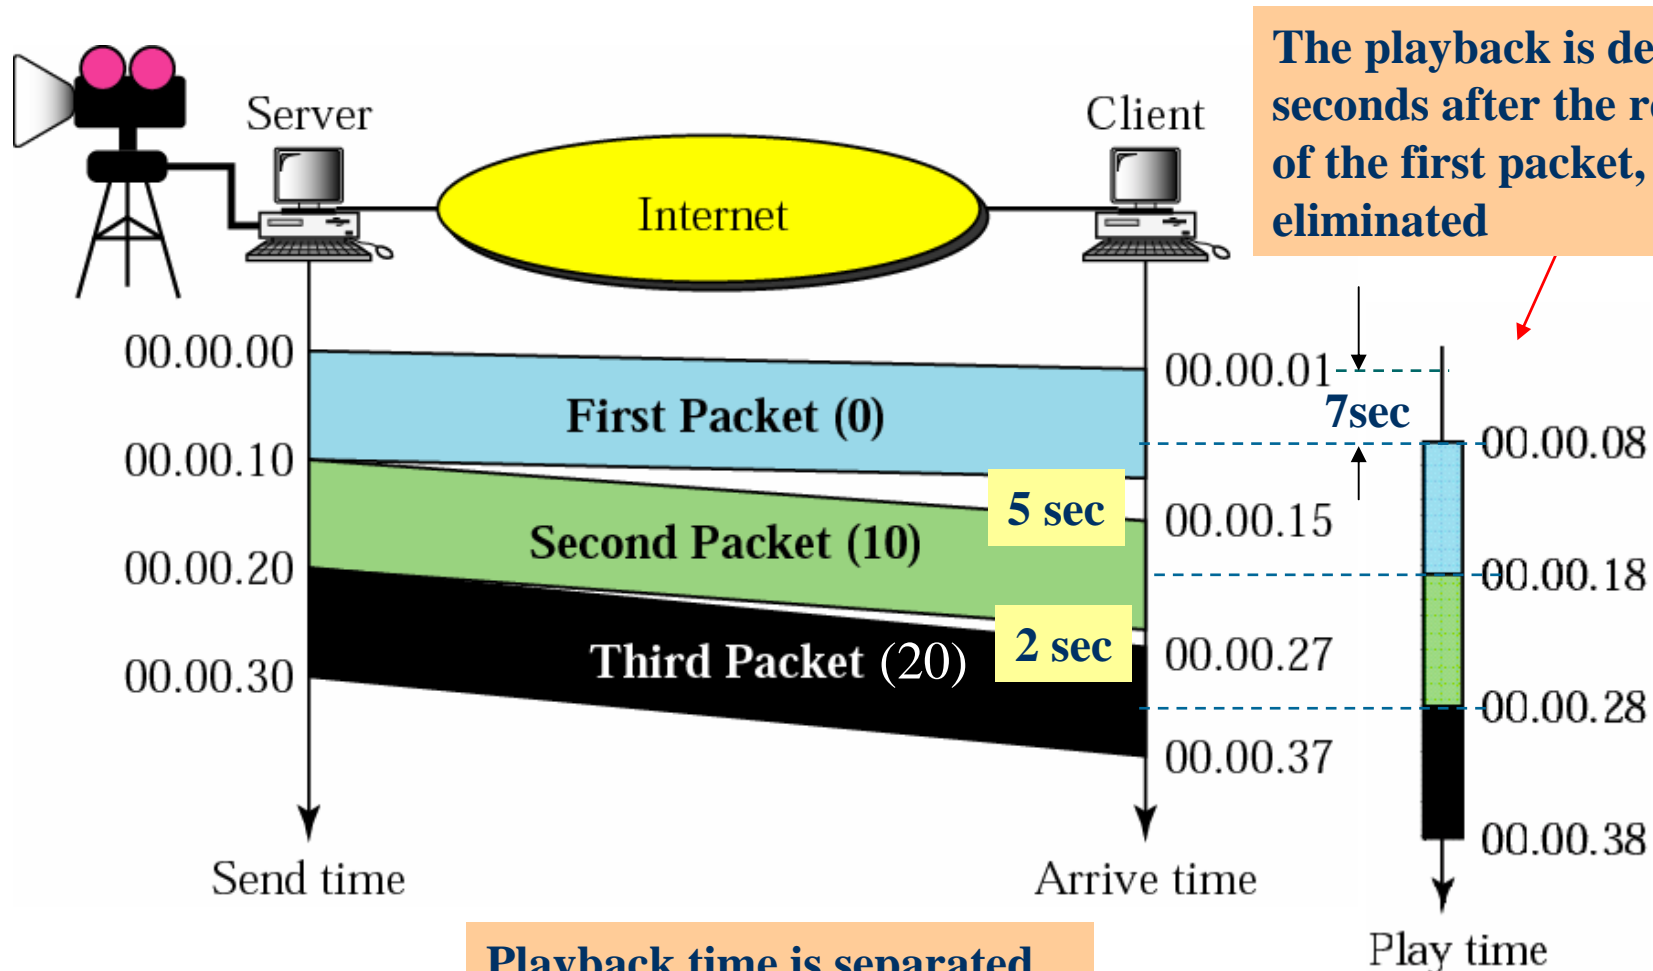 The playback is
seconds after the
of the first packet,
eliminated
Server
Client
Internet
00.00.00
00.00.01
7sec
First Packet (0)
00.00.08
00.00.10
5 sec
00.00.15
Second Packet (10)
00.00.20
00.00.18
2 sec
00.00.27
Third Packet (20)
00.00.30
00.00.28
00.00.37
00.00.38
Send time
Arrive time
Playback time is separated
Play time